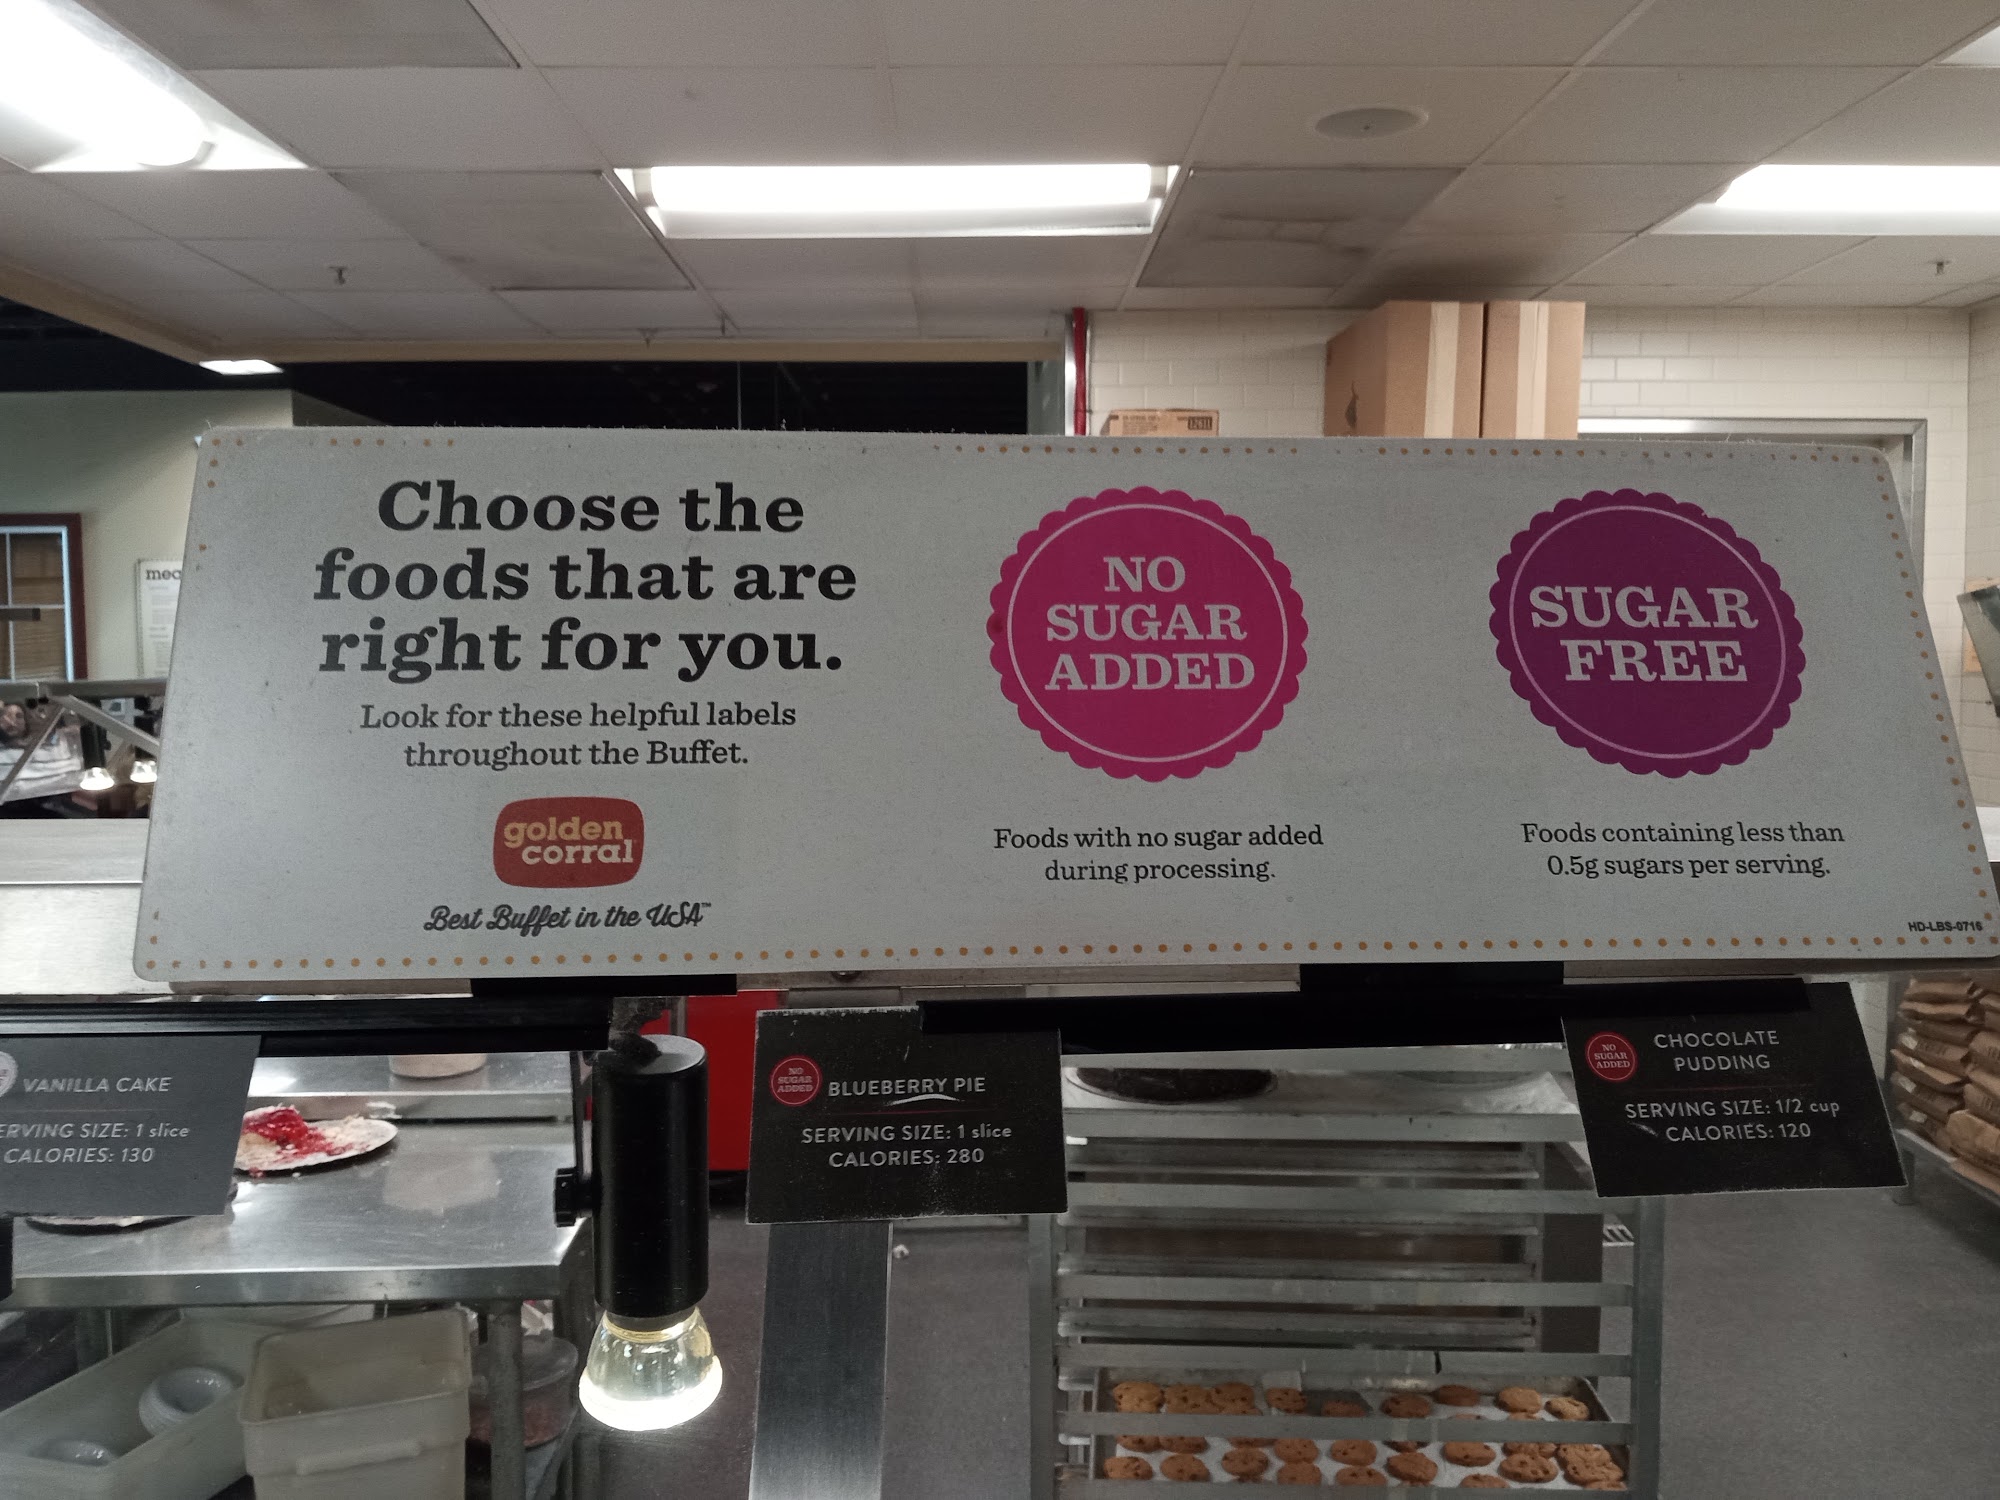 Choose the
foods that are
right for you.
Look for these helpful labels
throughout the Buffet.
golden
corral
Best Buffet in the USA™
NO
SUGAR
ADDED
Foods with no sugar added
during processing.
SUGAR
FREE
Foods containing less than
0.5g sugars per serving.
HD-LBS-0716
VANILLA CAKE
ERVING SIZE: 1 slice
CALORIES: 130
NO
SUGAR
ADDED
BLUEBERRY PIE
SERVING SIZE: 1 slice
CALORIES: 280
NO
SUGAR
ADDED
CHOCOLATE
PUDDING
SERVING SIZE: 1/2 cup
CALORIES: 120